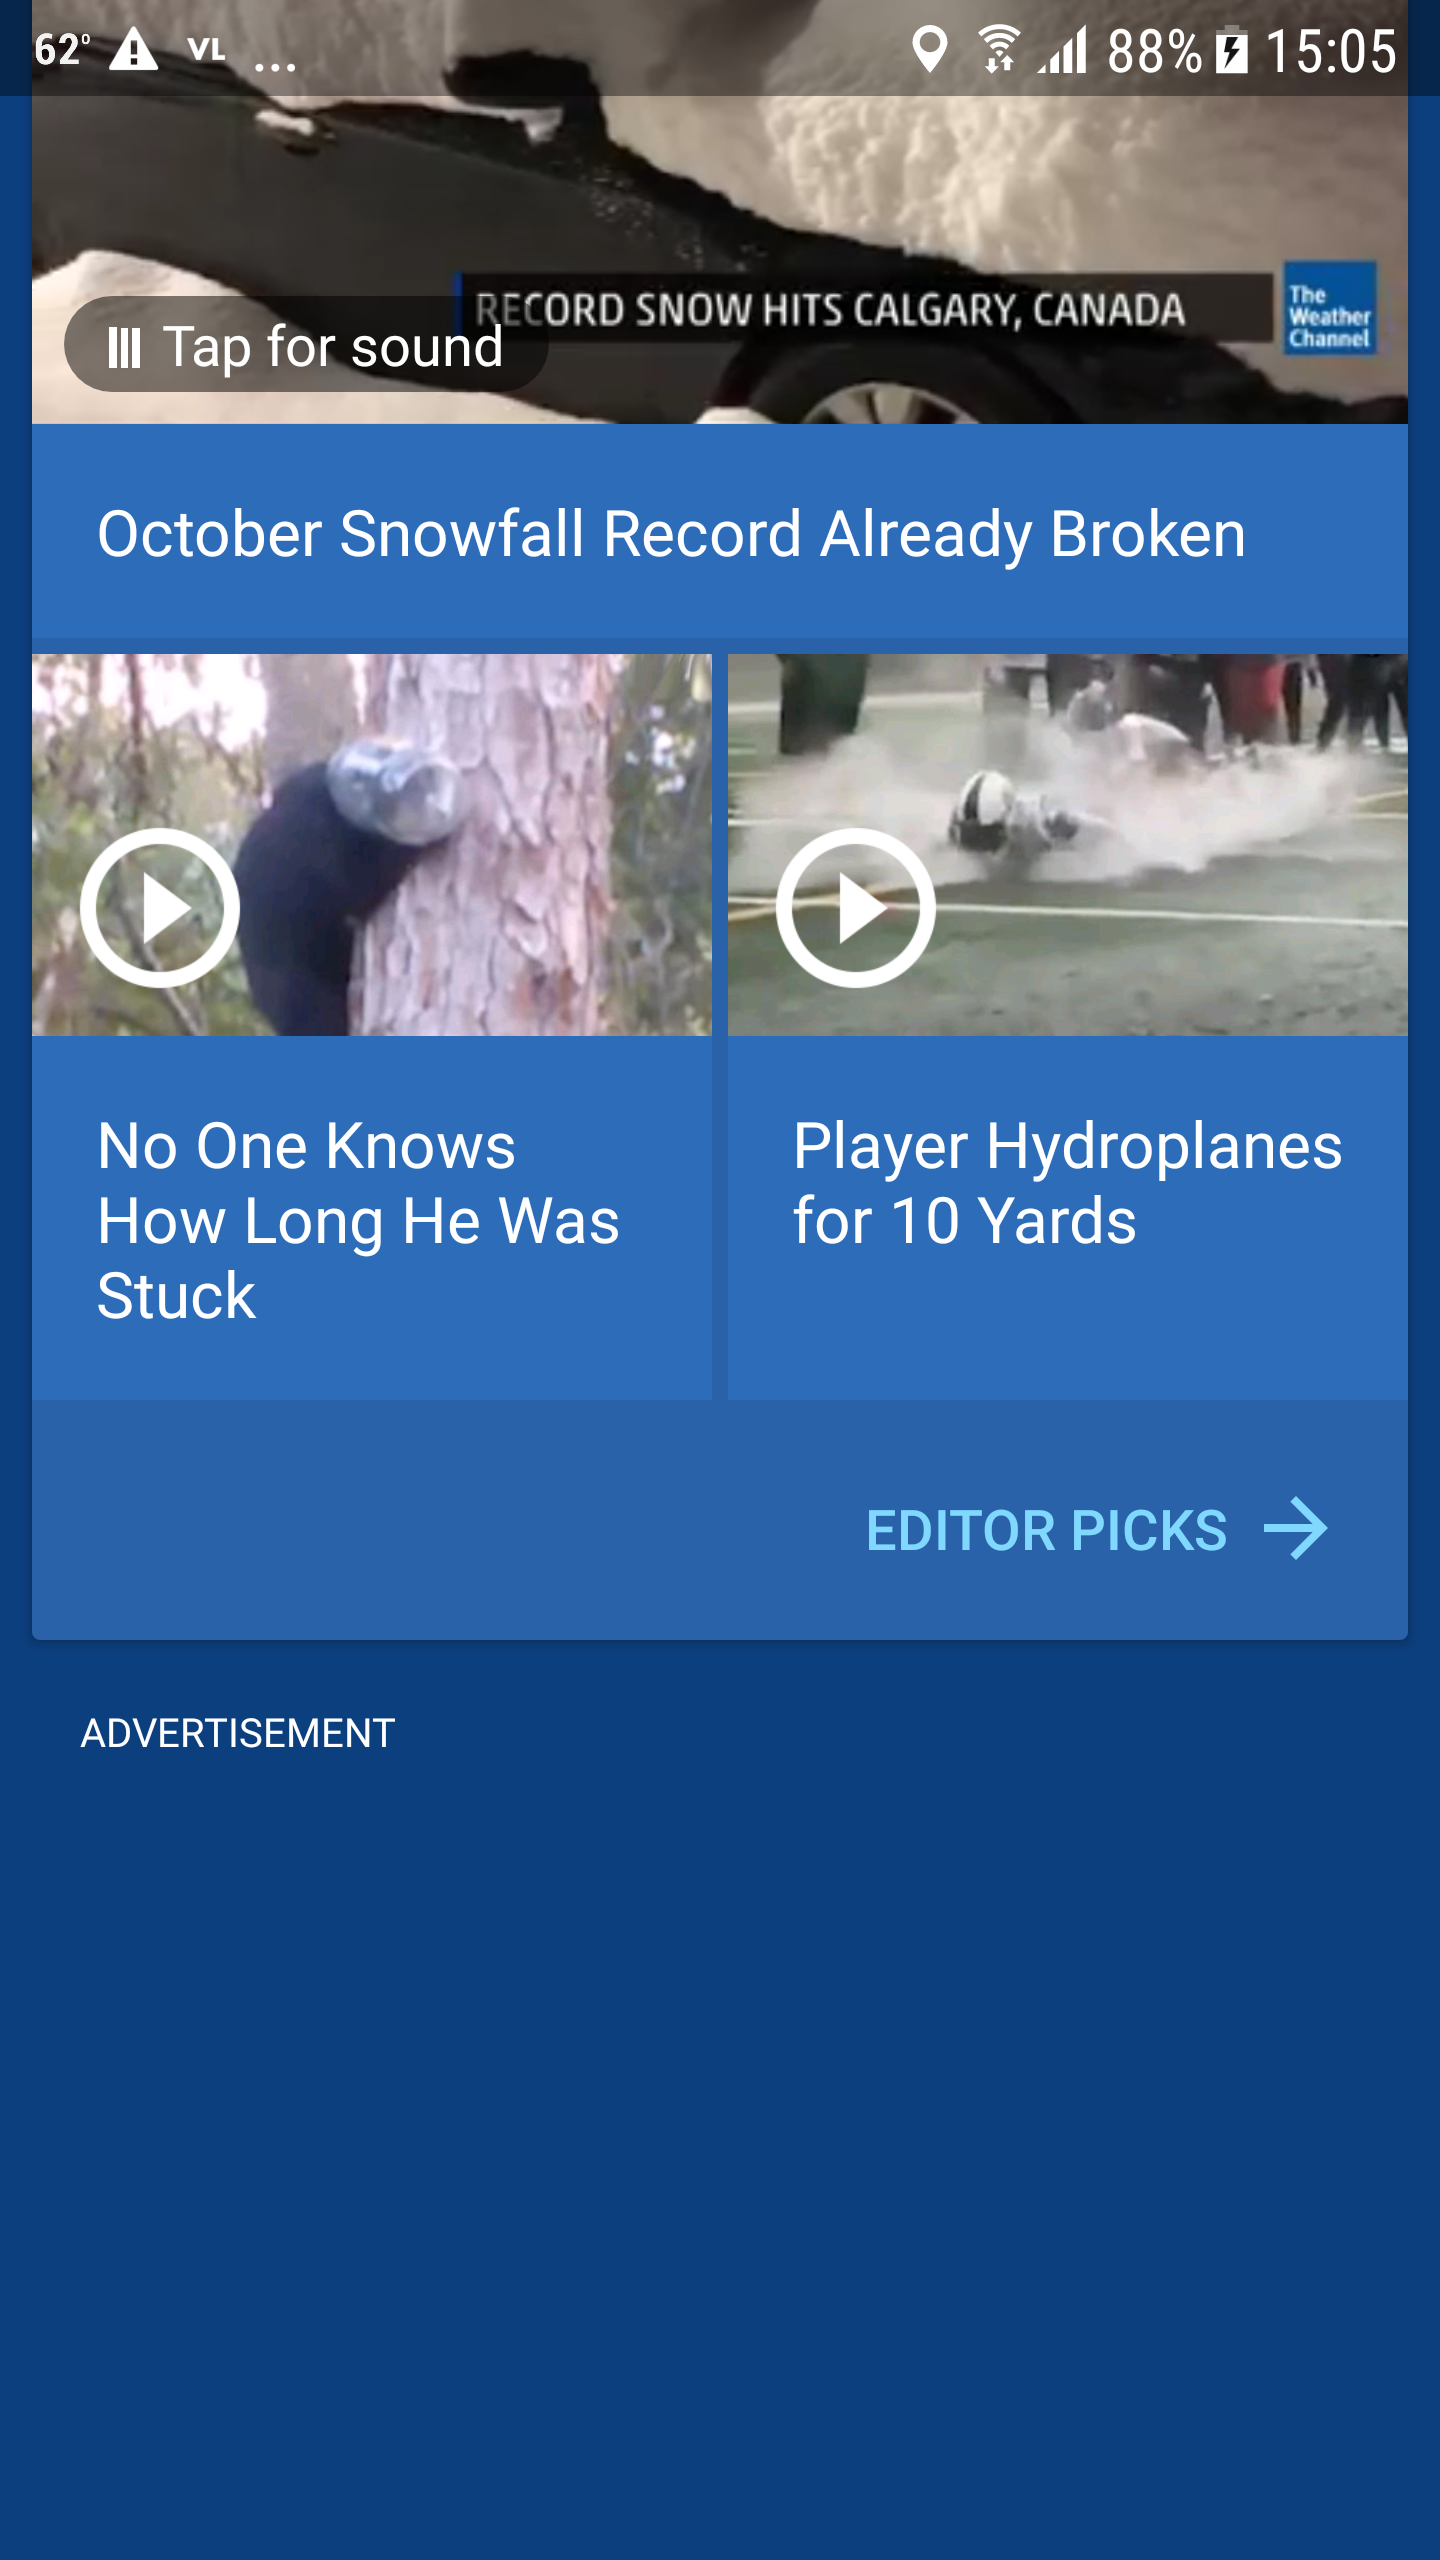 62° VL ... 88% 15:05
RECORD SNOW HITS CALGARY, CANADA
The
Weather
Channel
Tap for sound
October Snowfall Record Already Broken
No One Knows
How Long He Was
Stuck
Player Hydroplanes
for 10 Yards
EDITOR PICKS
ADVERTISEMENT